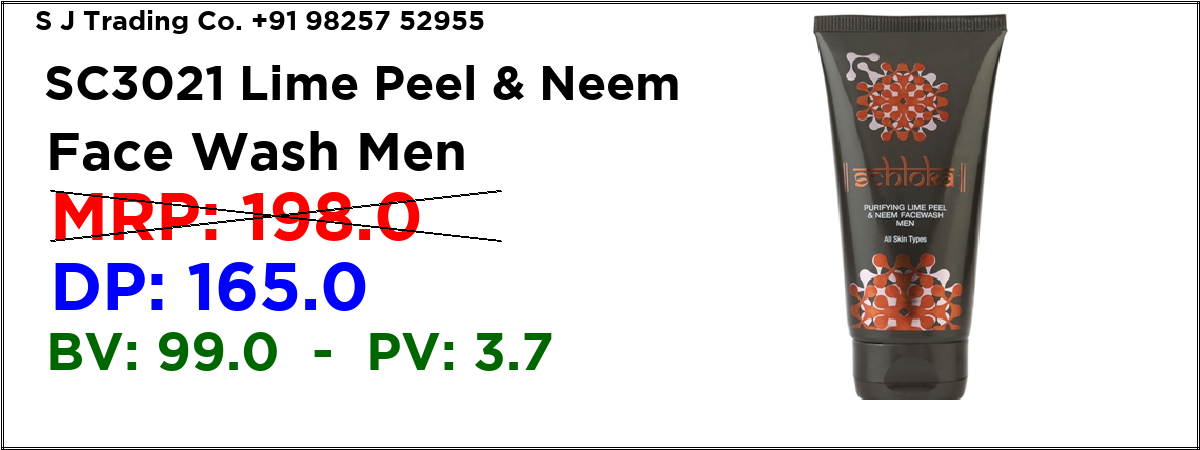 S J Trading Co. +91 98257 52955
SC3021 Lime Peel & Neem
Face Wash Men
MRP: 198.0
DP: 165.0
BV: 99.0 - PV: 3.7
schloka
PURIFYING LIME PEEL
& NEEM FACEWASH
MEN
All Skin Types